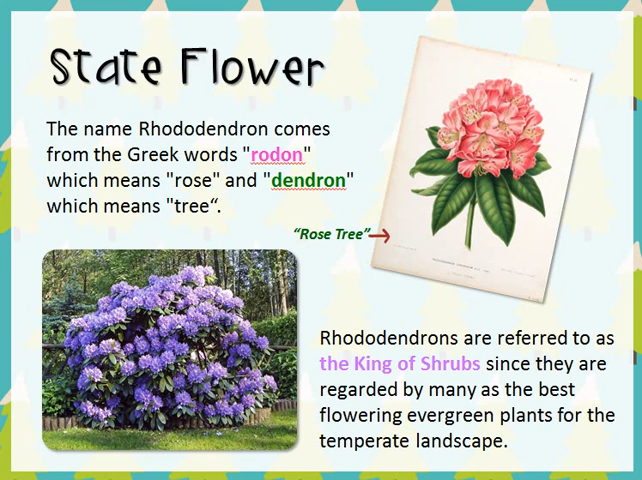 State Flower
The name Rhododendron comes
from the Greek words "rodon"
which means "rose" and "dendron"
which means "tree“.
“Rose Tree”
Rhododendrons are referred to as
the King of Shrubs since they are
regarded by many as the best
flowering evergreen plants for the
temperate landscape.